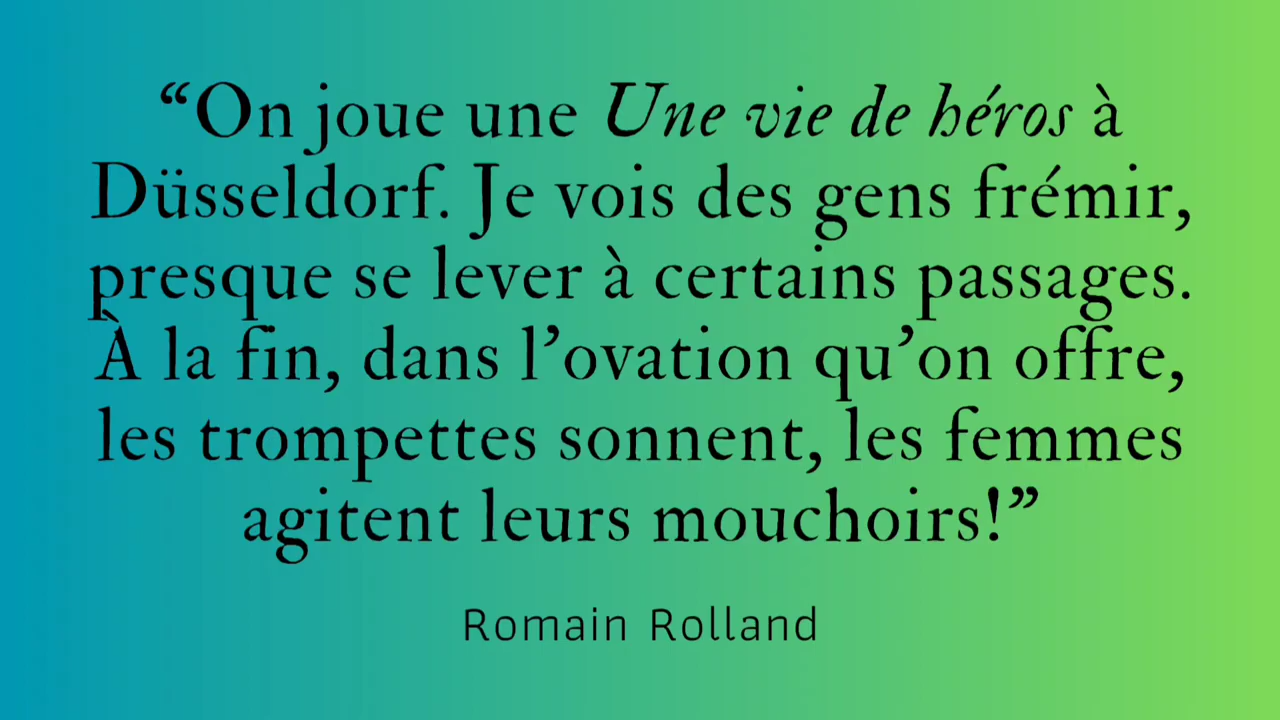 “On joue une Une vie de héros à
Düsseldorf. Je vois des gens frémir,
presque se lever à certains passages.
À la fin, dans l’ovation qu’on offre,
les trompettes sonnent, les femmes
agitent leurs mouchoirs!”
Romain Rolland